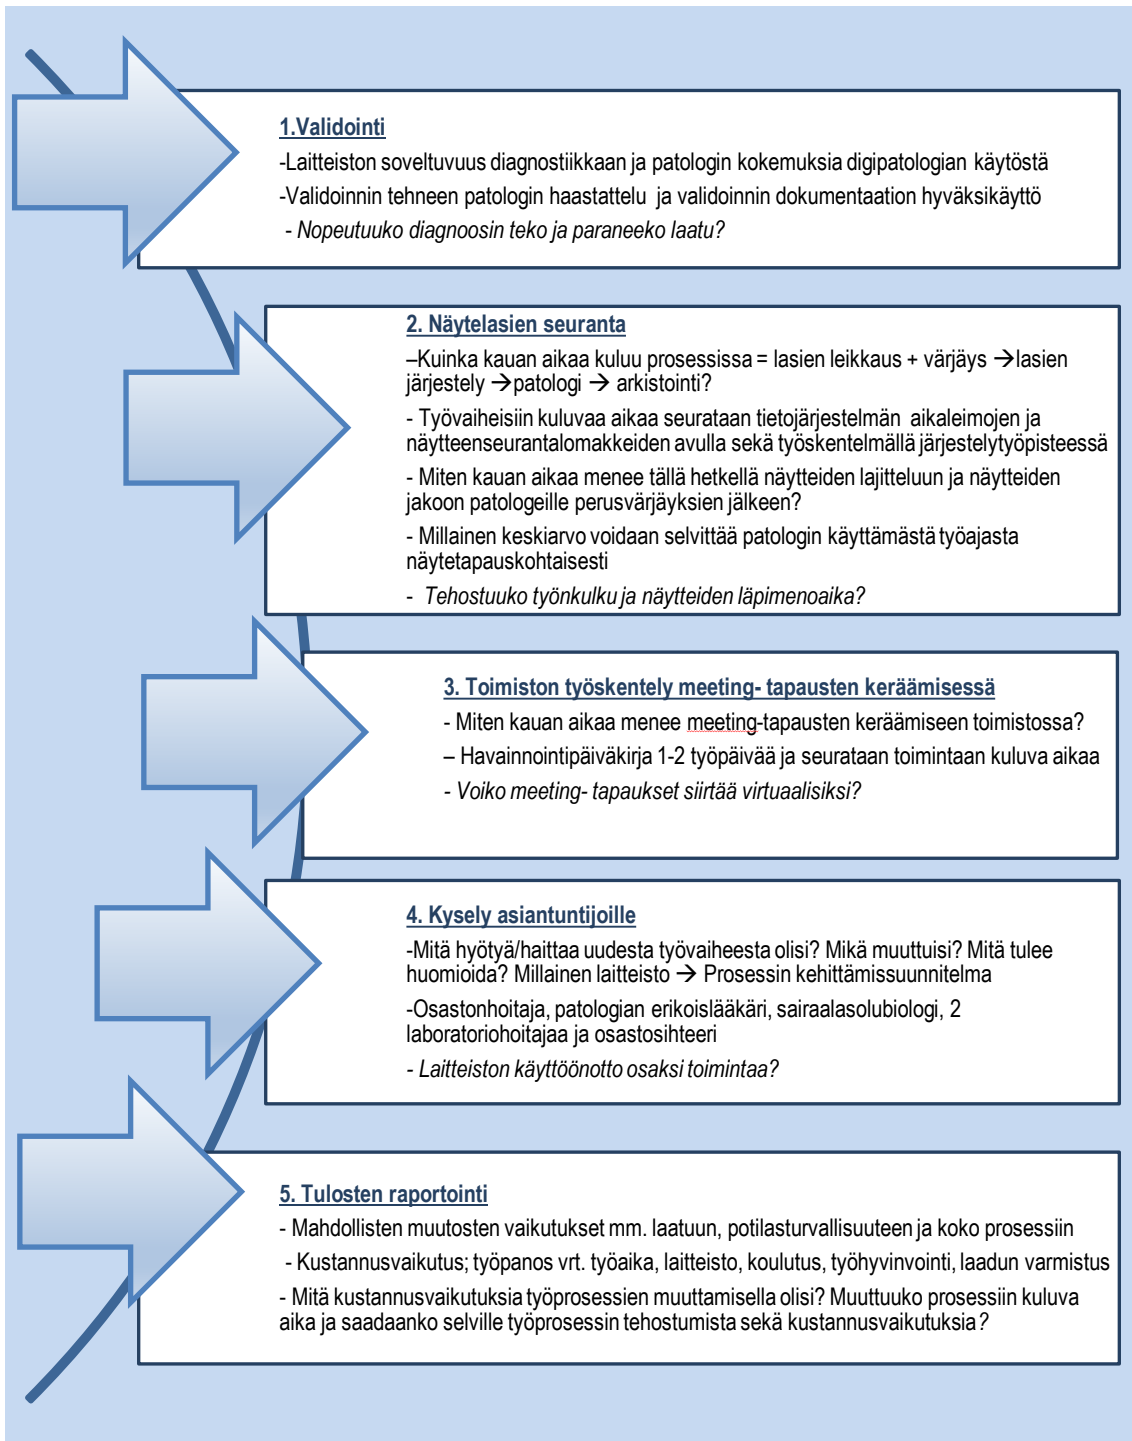 1.Validointi
-Laitteiston soveltuvuus diagnostiikkaan ja patologin kokemuksia digipatologian käytöstä
-Validoinnin tehneen patologin haastattelu ja validoinnin dokumentaation hyväksikäyttö
- Nopeutuuko diagnoosin teko ja paraneeko laatu?
2. Näytelasien seuranta
–Kuinka kauan aikaa kuluu prosessissa = lasien leikkaus + värjäys →lasien
järjestely →patologi → arkistointi?
- Työvaiheisiin kuluvaa aikaa seurataan tietojärjestelmän aikaleimojen ja
näytteenseurantalomakkeiden avulla sekä työskentelmällä järjestelytyöpisteessä
- Miten kauan aikaa menee tällä hetkellä näytteiden lajitteluun ja näytteiden
jakoon patologeille perusvärjäyksien jälkeen?
- Millainen keskiarvo voidaan selvittää patologin käyttämästä työajasta
näytetapauskohtaisesti
- Tehostuuko työnkulku ja näytteiden läpimenoaika?
3. Toimiston työskentely meeting- tapausten keräämisessä
- Miten kauan aikaa menee meeting-tapausten keräämiseen toimistossa?
– Havainnointipäiväkirja 1-2 työpäivää ja seurataan toimintaan kuluva aikaa
- Voiko meeting- tapaukset siirtää virtuaalisiksi?
4. Kysely asiantuntijoille
-Mitä hyötyä/haittaa uudesta työvaiheesta olisi? Mikä muuttuisi? Mitä tulee
huomioida? Millainen laitteisto → Prosessin kehittämissuunnitelma
-Osastonhoitaja, patologian erikoislääkäri, sairaalasolubiologi, 2
laboratoriohoitajaa ja osastosihteeri
- Laitteiston käyttöönotto osaksi toimintaa?
5. Tulosten raportointi
- Mahdollisten muutosten vaikutukset mm. laatuun, potilasturvallisuuteen ja koko prosessiin
- Kustannusvaikutus; työpanos vrt. työaika, laitteisto, koulutus, työhyvinvointi, laadun varmistus
- Mitä kustannusvaikutuksia työprosessien muuttamisella olisi? Muuttuuko prosessiin kuluva
aika ja saadaanko selville työprosessin tehostumista sekä kustannusvaikutuksia?